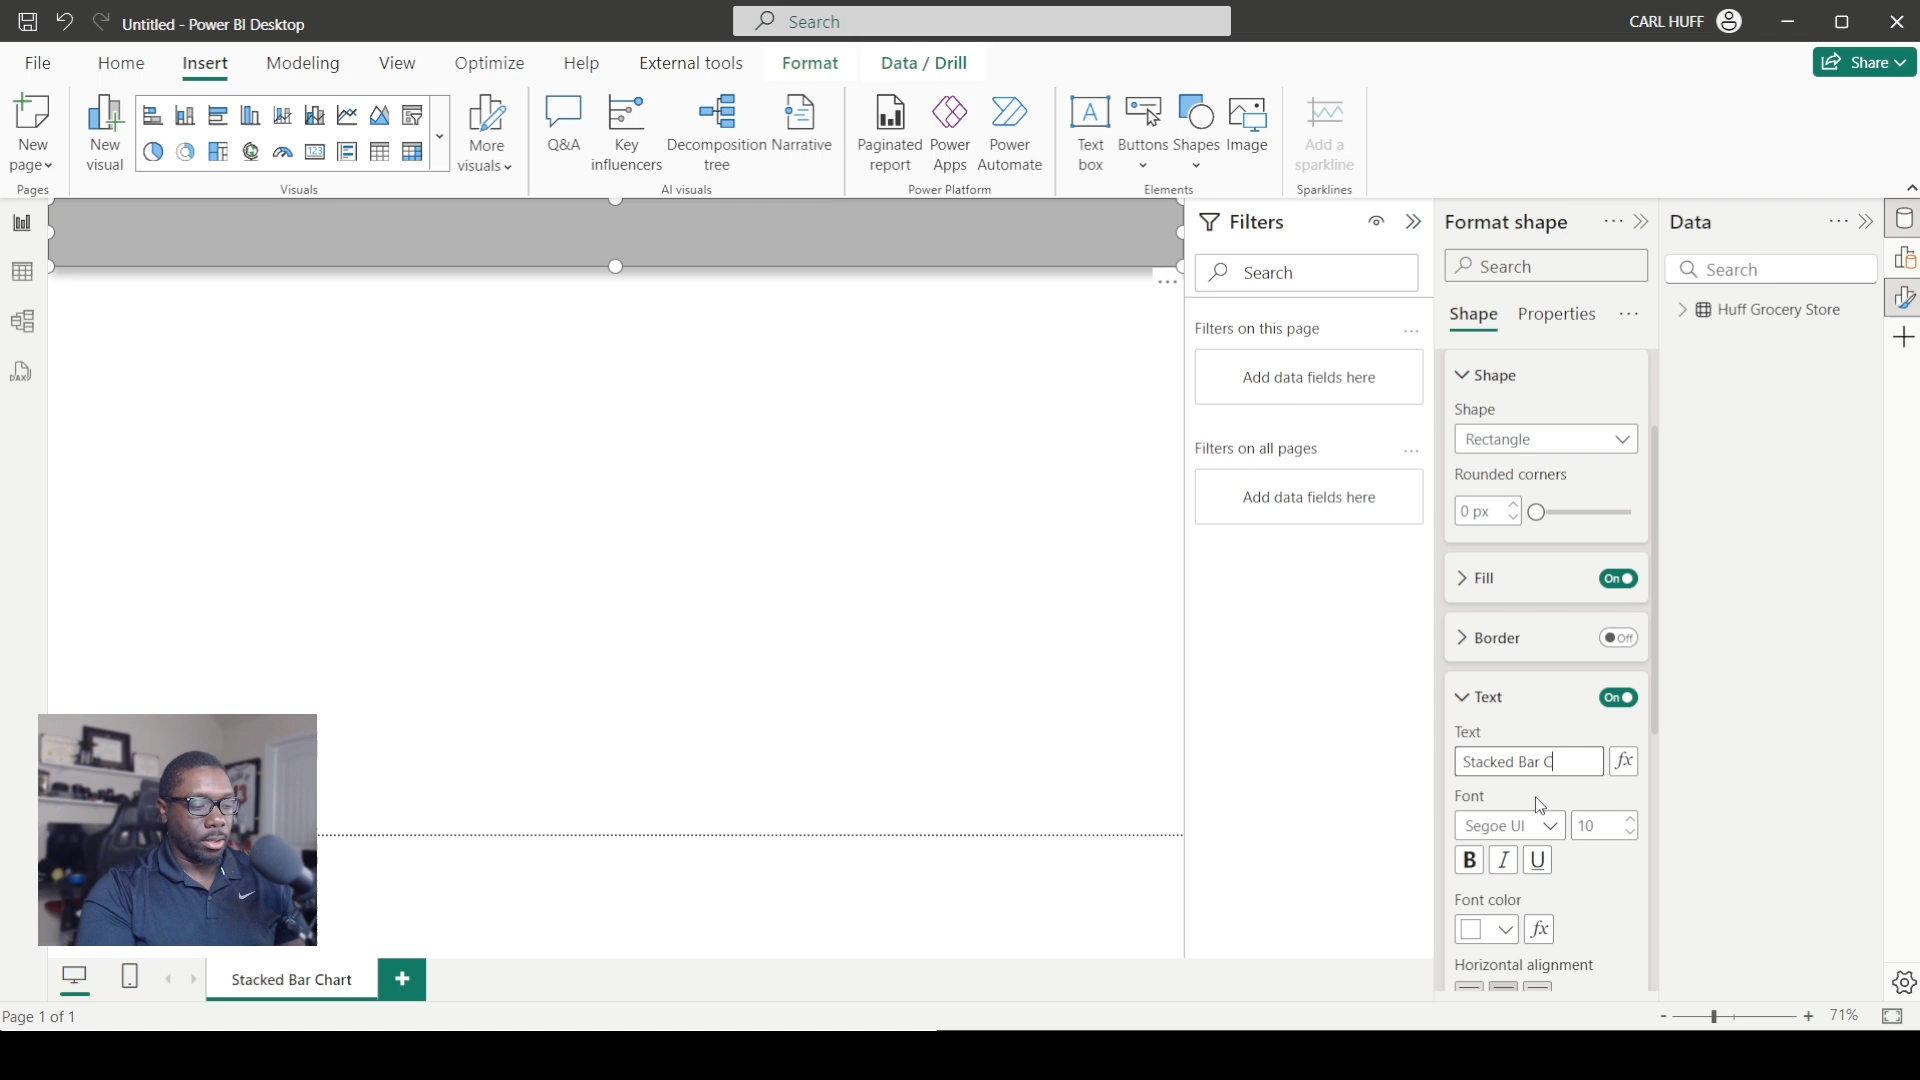 Untitled - Power BI Desktop
Search
CARL HUFF
File
Home
Insert
Modeling
View
Optimize
Help
External tools
Format
Data / Drill
Share
New page
Pages
New visual
123
More visuals
Visuals
Q&A
Key influencers
Decomposition tree
Narrative
AI visuals
Paginated report
Power Apps
Power Automate
Power Platform
A
Text box
Buttons
Shapes
Image
Elements
Add a sparkline
Sparklines
DAX
Filters
Search
Filters on this page
Add data fields here
Filters on all pages
Add data fields here
Format shape
Search
Shape
Properties
Shape
Shape
Rectangle
Rounded corners
0 px
Fill
On
Border
Off
Text
On
Text
Stacked Bar C
fx
Font
Segoe UI
10
B
I
U
Font color
fx
Horizontal alignment
Data
Search
Huff Grocery Store
Stacked Bar Chart
+
Page 1 of 1
-
+
71%